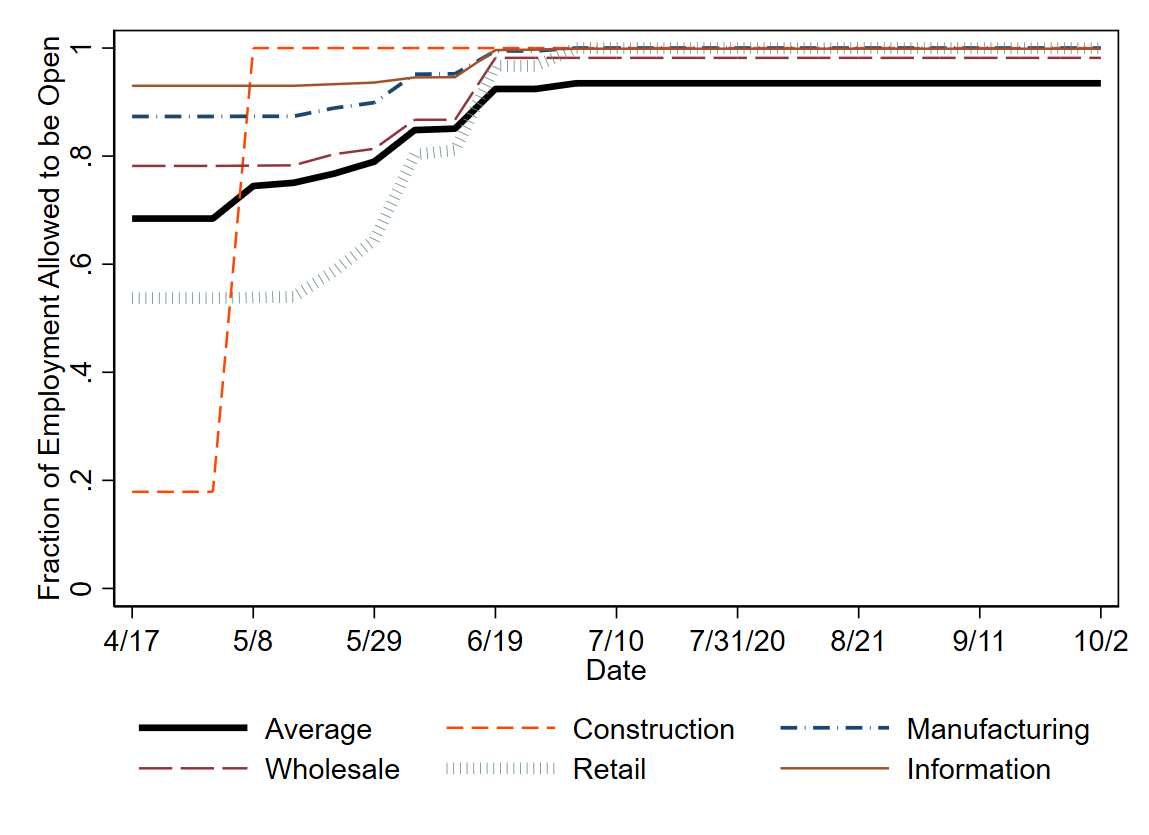 Fraction of Employment Allowed to be Open
1
.8
.6
.4
.2
0
4/17 5/8 5/29 6/19 7/10 7/31/20 8/21 9/11 10/2
Date
Average Construction Manufacturing
Wholesale Retail Information